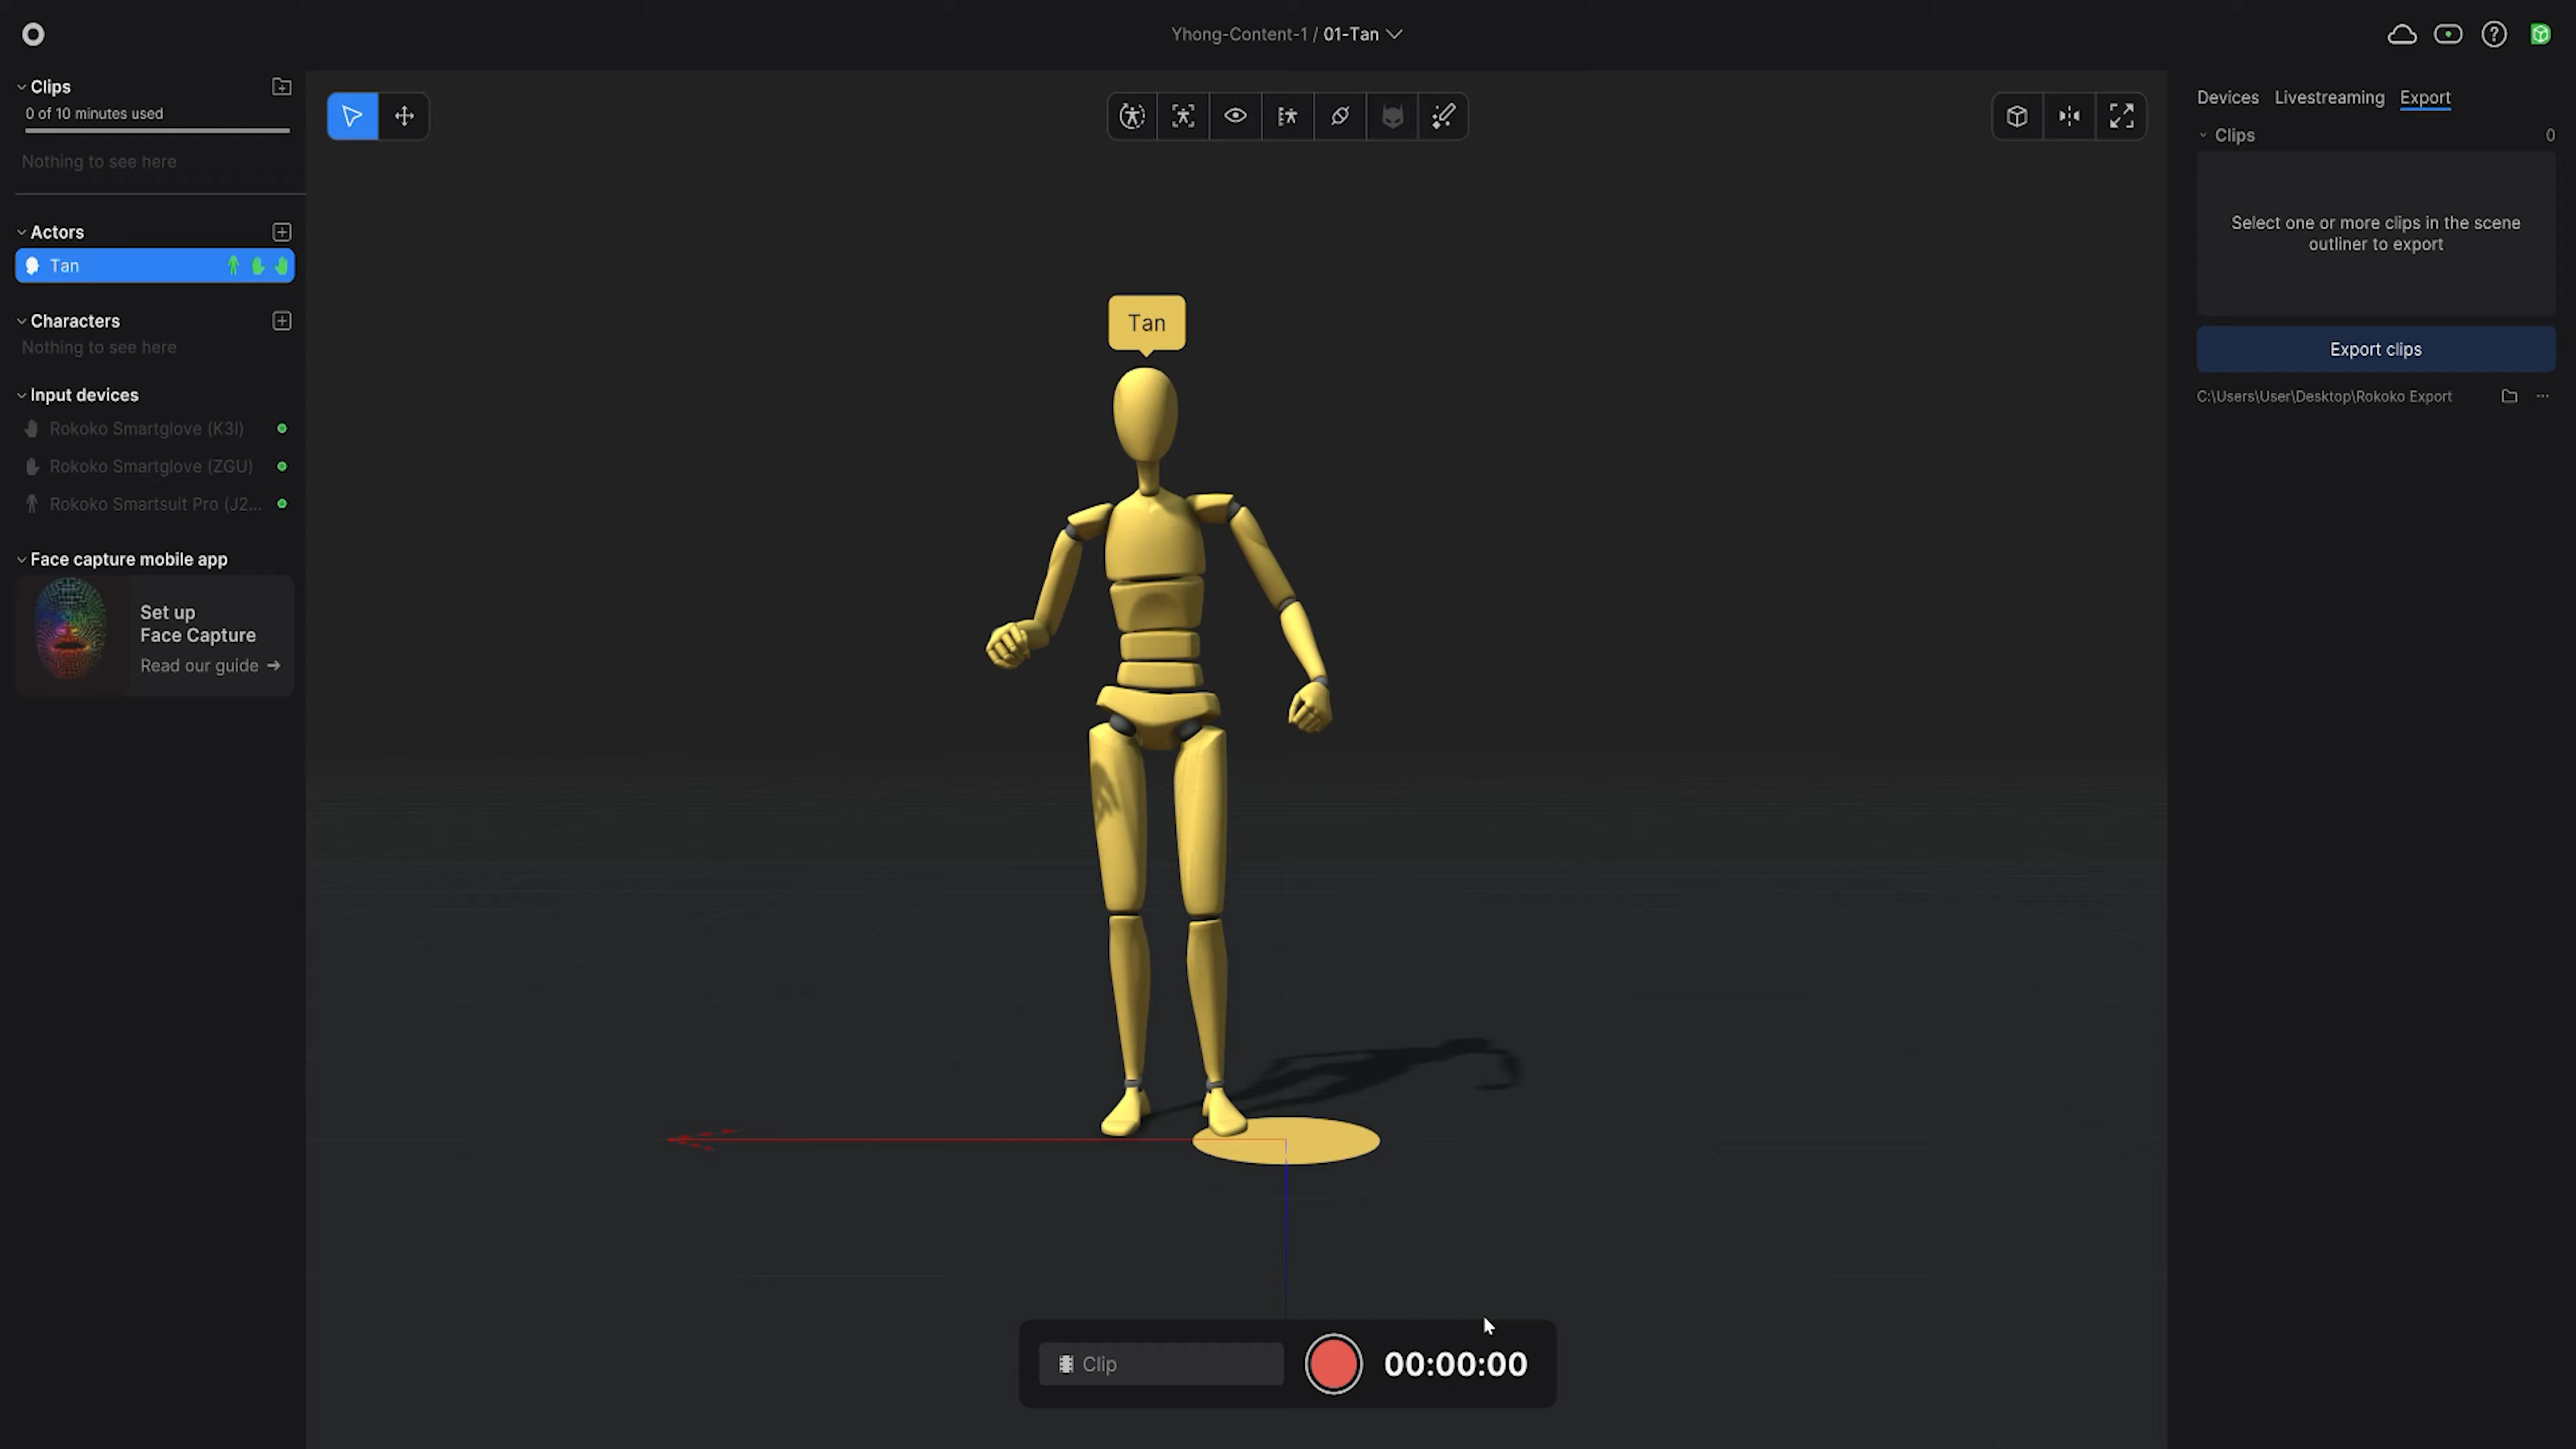 Yhong-Content-1 / 01-Tan
Clips
0 of 10 minutes used
Nothing to see here
Actors
Tan
Characters
Nothing to see here
Input devices
Rokoko Smartglove (K3I)
Rokoko Smartglove (ZGU)
Rokoko Smartsuit Pro (J2...
Face capture mobile app
Set up
Face Capture
Read our guide →
Tan
Clip
00:00:00
Devices Livestreaming Export
Clips 0
Select one or more clips in the scene
outliner to export
Export clips
C:\Users\User\Desktop\Rokoko Export